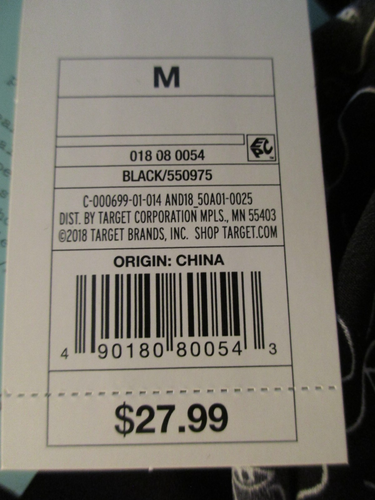 M
018 08 0054
BLACK/550975
C-000699-01-014 AND18_50A01-0025
DIST. BY TARGET CORPORATION MPLS., MN 55403
©2018 TARGET BRANDS, INC. SHOP TARGET.COM
ORIGIN: CHINA
4 90180 80054 3
$27.99